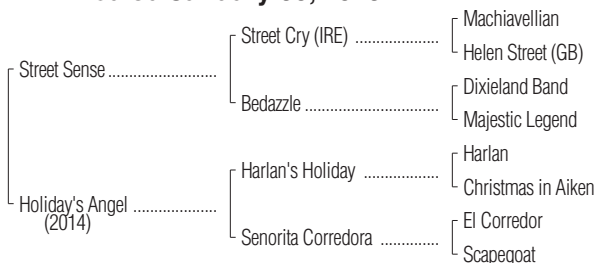 Machiavellian
Street Cry (IRE) ....................
Helen Street (GB)
Street Sense ..........................
Dixieland Band
Bedazzle ................................
Majestic Legend
Harlan
Harlan's Holiday ..................
Christmas in Aiken
Holiday's Angel ....................
(2014)
El Corredor
Senorita Corredora ..............
Scapegoat